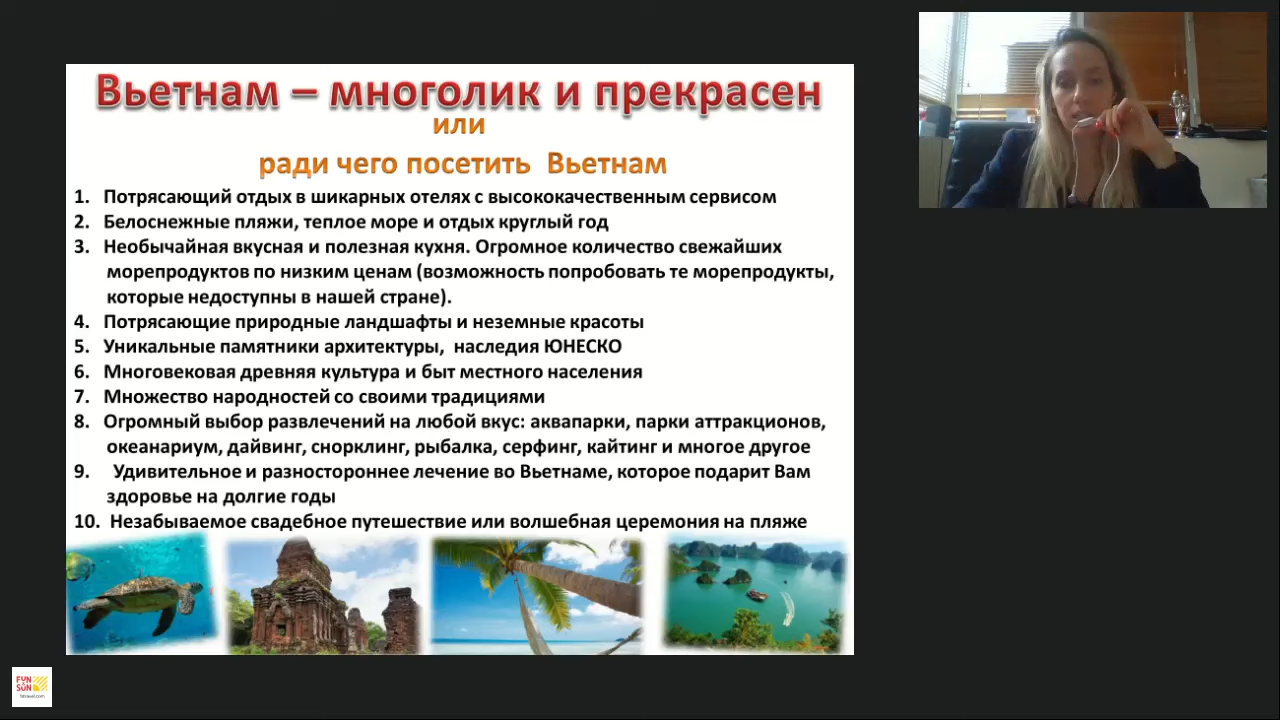 Вьетнам – многолик и прекрасен
или
ради чего посетить Вьетнам
1. Потрясающий отдых в шикарных отелях с высококачественным сервисом
2. Белоснежные пляжи, теплое море и отдых круглый год
3. Необычайная вкусная и полезная кухня. Огромное количество свежайших
морепродуктов по низким ценам (возможность попробовать те морепродукты,
которые недоступны в нашей стране).
4. Потрясающие природные ландшафты и неземные красоты
5. Уникальные памятники архитектуры, наследия ЮНЕСКО
6. Многовековая древняя культура и быт местного населения
7. Множество народностей со своими традициями
8. Огромный выбор развлечений на любой вкус: аквапарки, парки аттракционов,
океанариум, дайвинг, снорклинг, рыбалка, серфинг, кайтинг и многое другое
9. Удивительное и разностороннее лечение во Вьетнаме, которое подарит Вам
здоровье на долгие годы
10. Незабываемое свадебное путешествие или волшебная церемония на пляже
FUN
&SUN
fstravel.com